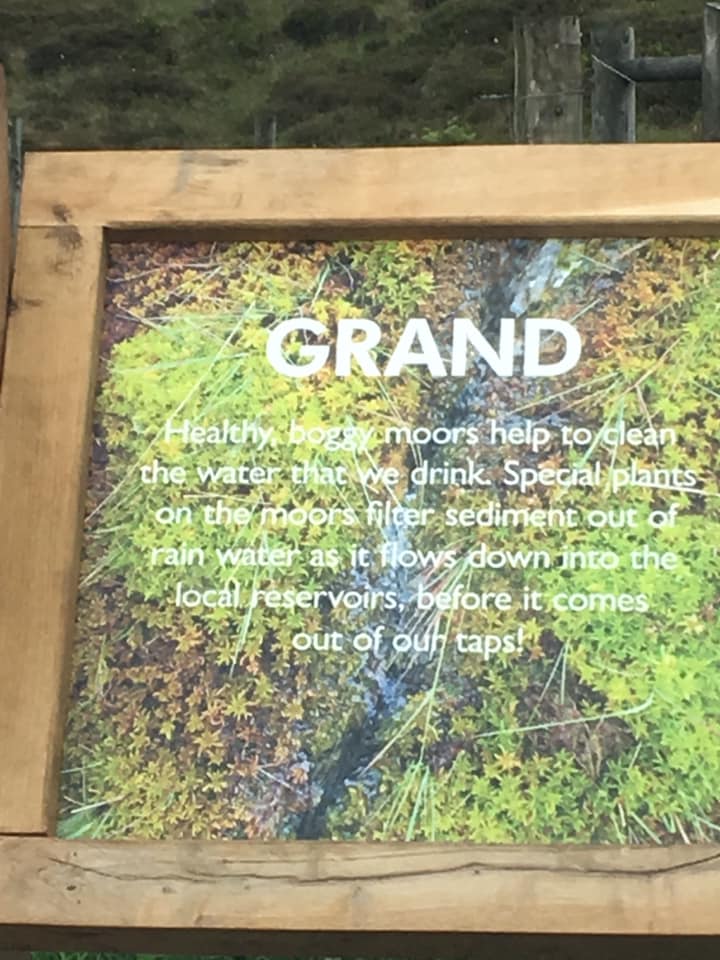 GRAND
Healthy, boggy moors help to clean
the water that we drink. Special plants
on the moors filter sediment out of
rain water as it flows down into the
local reservoirs, before it comes
out of our taps!